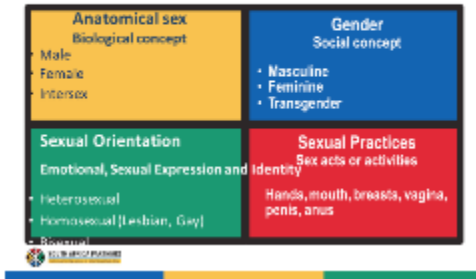 Anatomical sex
Biological concept
• Male
• Female
• Intersex
Gender
Social concept
• Masculine
• Feminine
• Transgender
Sexual Orientation
Emotional, Sexual Expression and Identity
• Heterosexual
• Homosexual (Lesbian, Gay)
• Bisexual
Sexual Practices
Sex acts or activities
Hands, mouth, breasts, vagina,
penis, anus